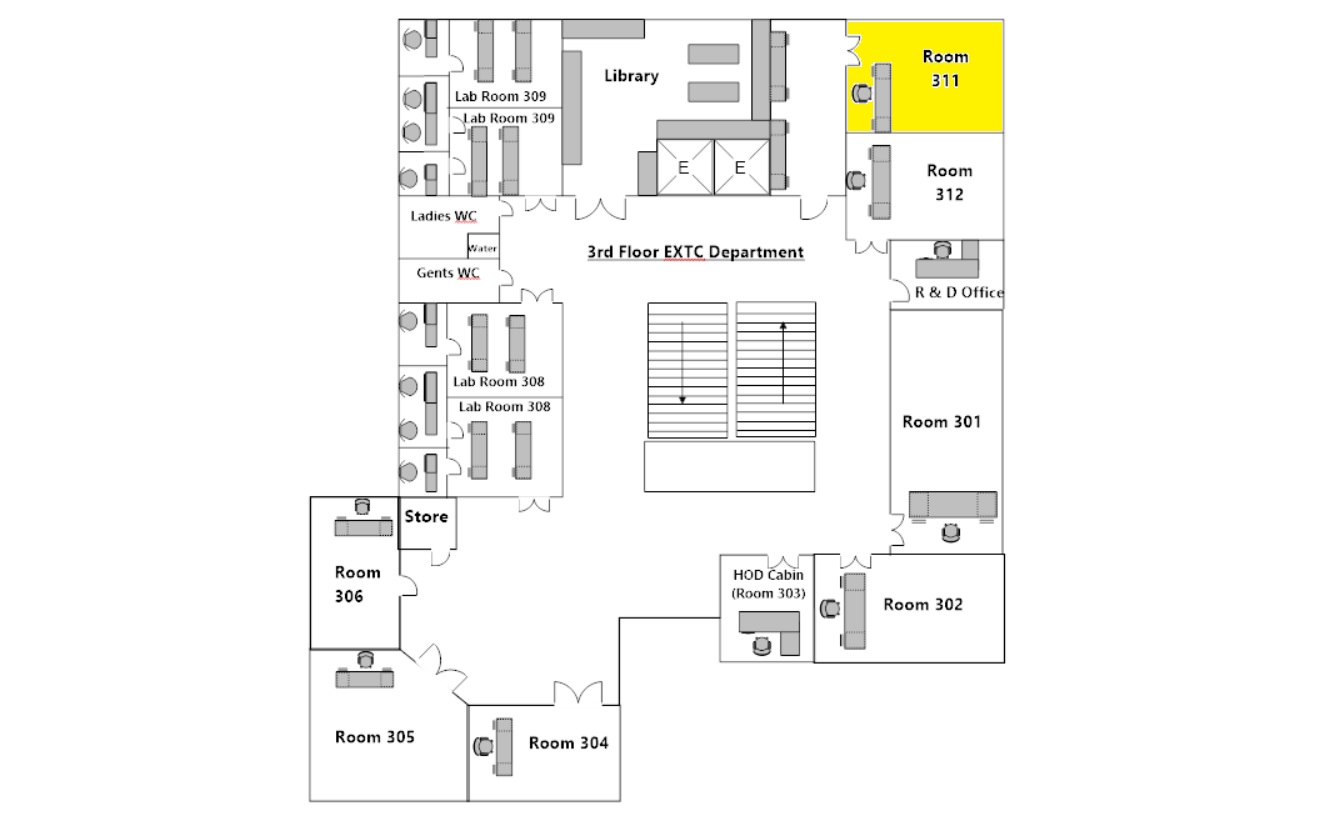 Room
311
Library
Lab Room 309
Lab Room 309
E
E
Room
312
Ladies WC
Water
3rd Floor EXTC Department
Gents WC
R & D Office
Lab Room 308
Lab Room 308
Room 301
Store
Room
306
HOD Cabin
(Room 303)
Room 302
Room 305
Room 304